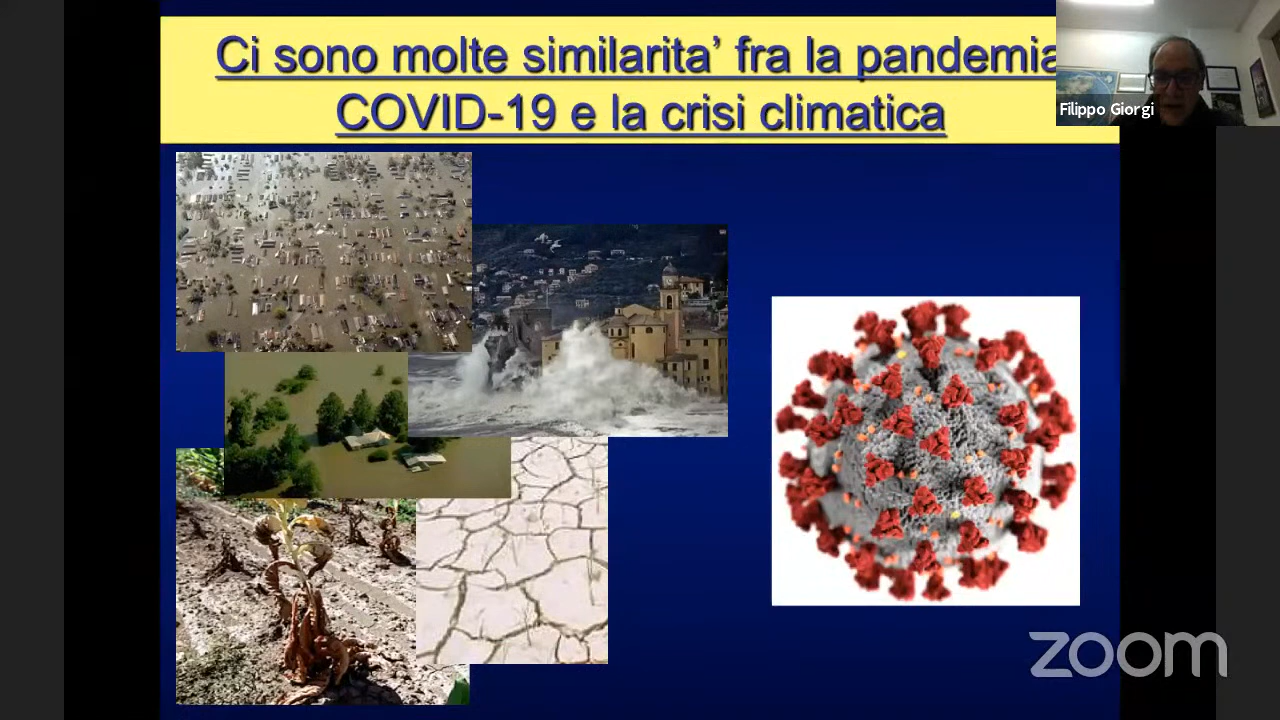 Ci sono molte similarita’ fra la pandemia
COVID-19 e la crisi climatica
Filippo Giorgi
zoom